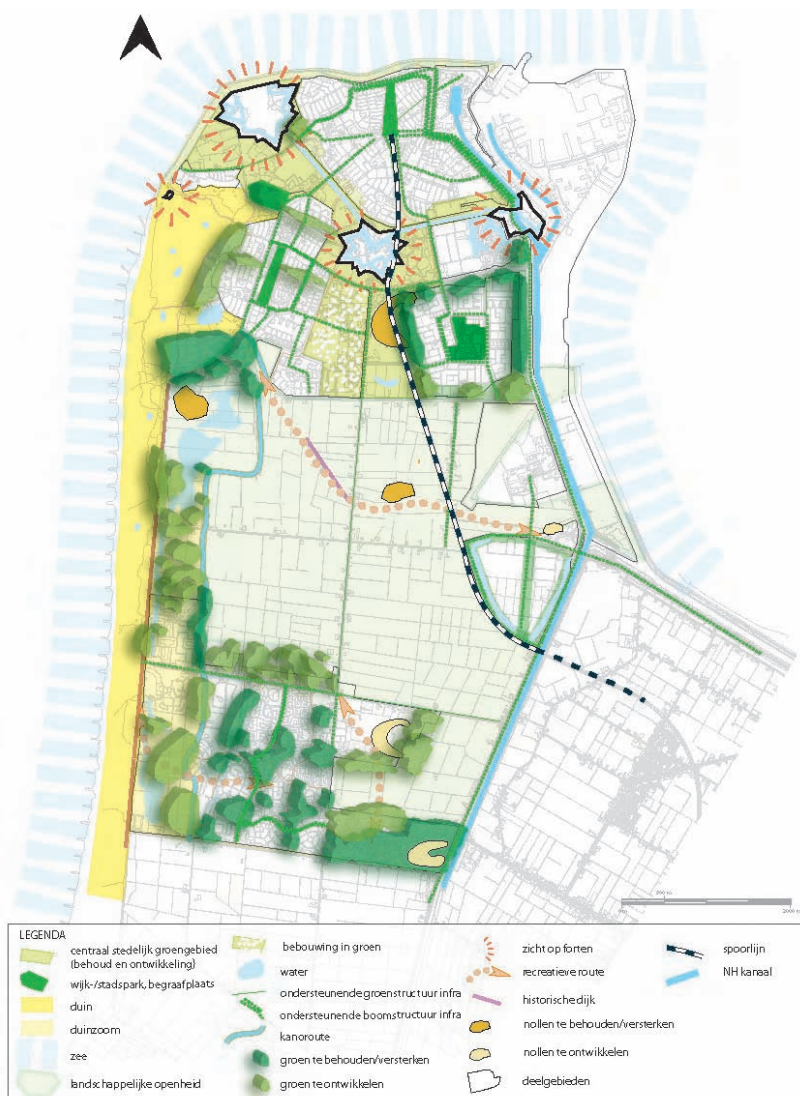 LEGENDA
centraal stedelijk groengebied
(behoud en ontwikkeling)
wijk-/stadspark, begraafplaats
duin
duinzoom
zee
landschappelijke openheid
bebouwing in groen
water
ondersteunende groenstructuur infra
ondersteunende boomstructuur infra
kanoroute
groen te behouden/versterken
groen te ontwikkelen
zicht op forten
recreatieve route
historische dijk
nollen te behouden/versterken
nollen te ontwikkelen
deelgebieden
spoorlijn
NH kanaal